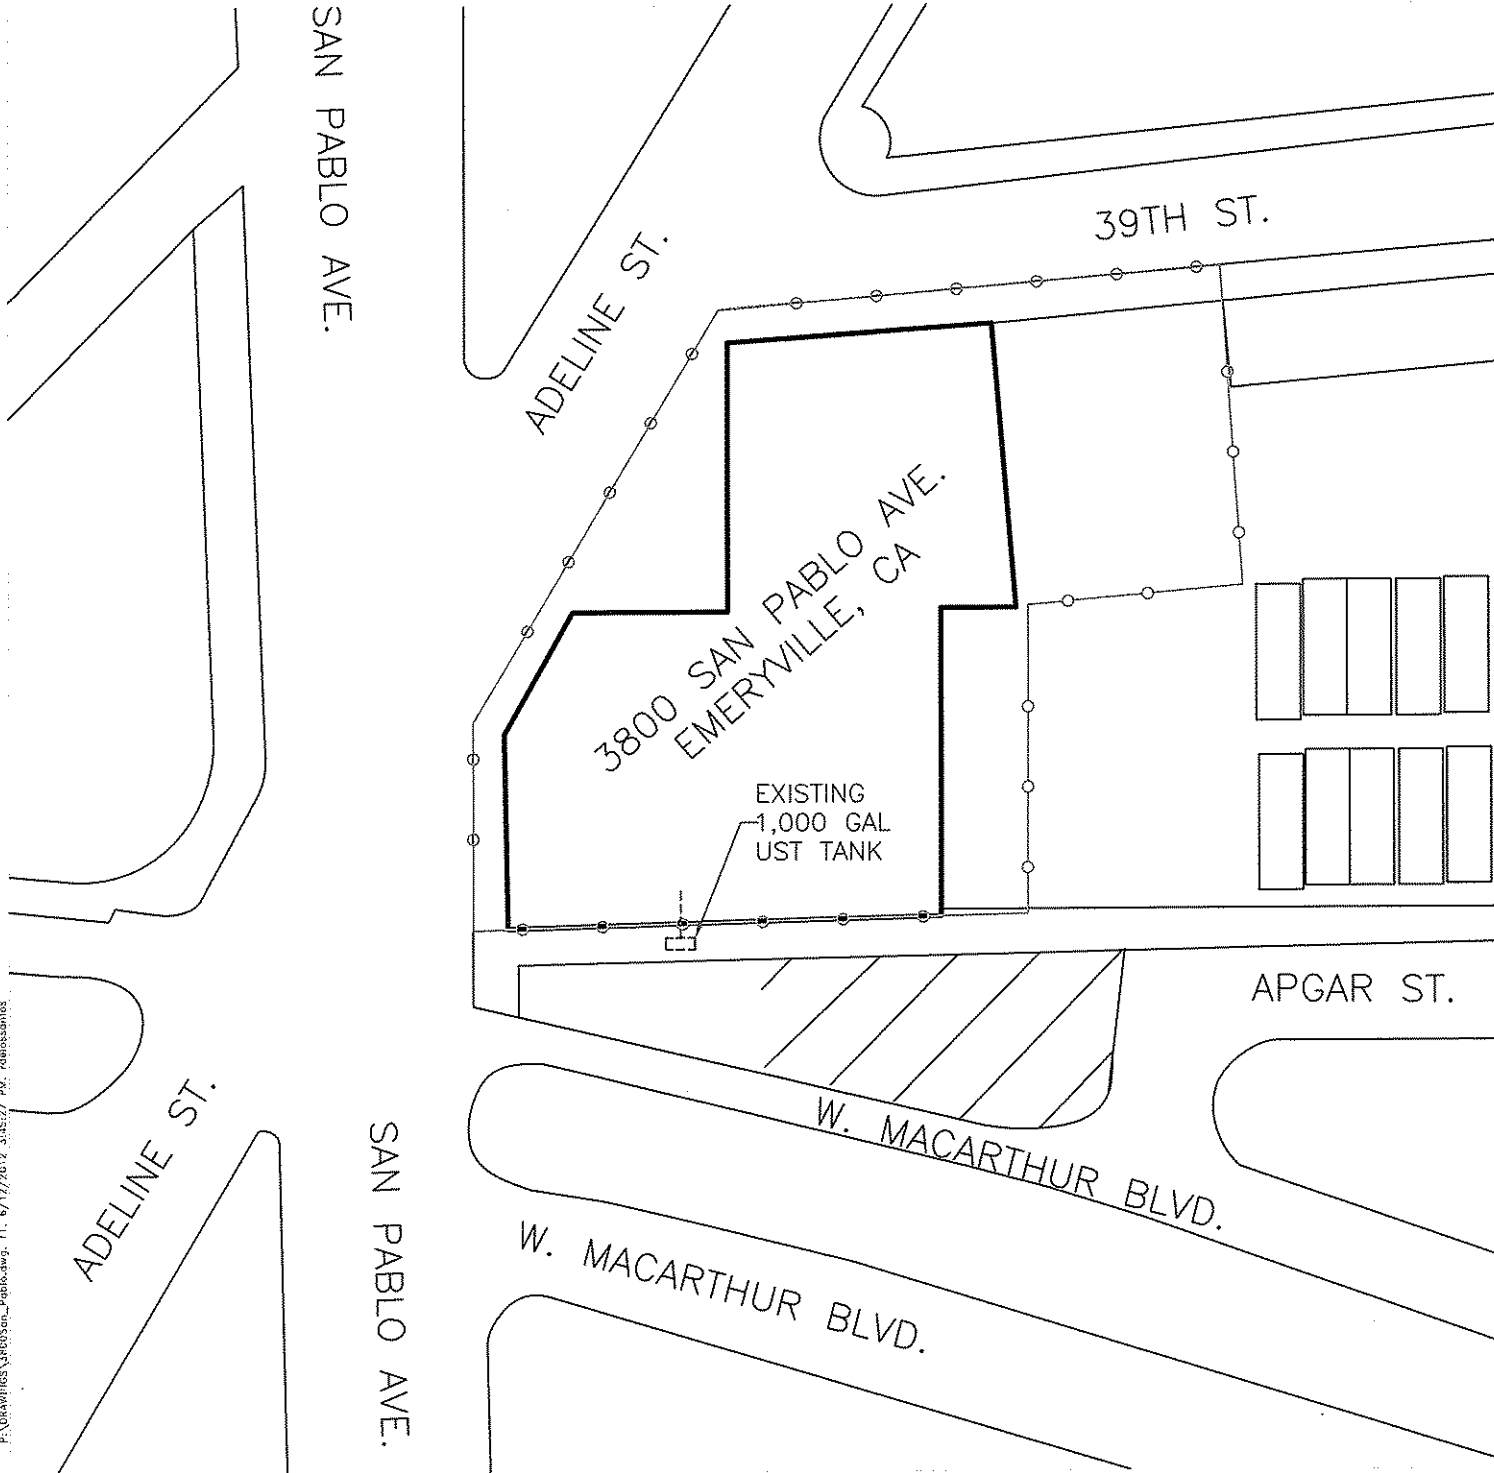 SAN PABLO AVE.
39TH ST.
ADELINE ST.
3800 SAN PABLO AVE.
EMERYVILLE, CA
EXISTING
1,000 GAL
UST TANK
APGAR ST.
ADELINE ST.
SAN PABLO AVE.
W. MACARTHUR BLVD.
W. MACARTHUR BLVD.